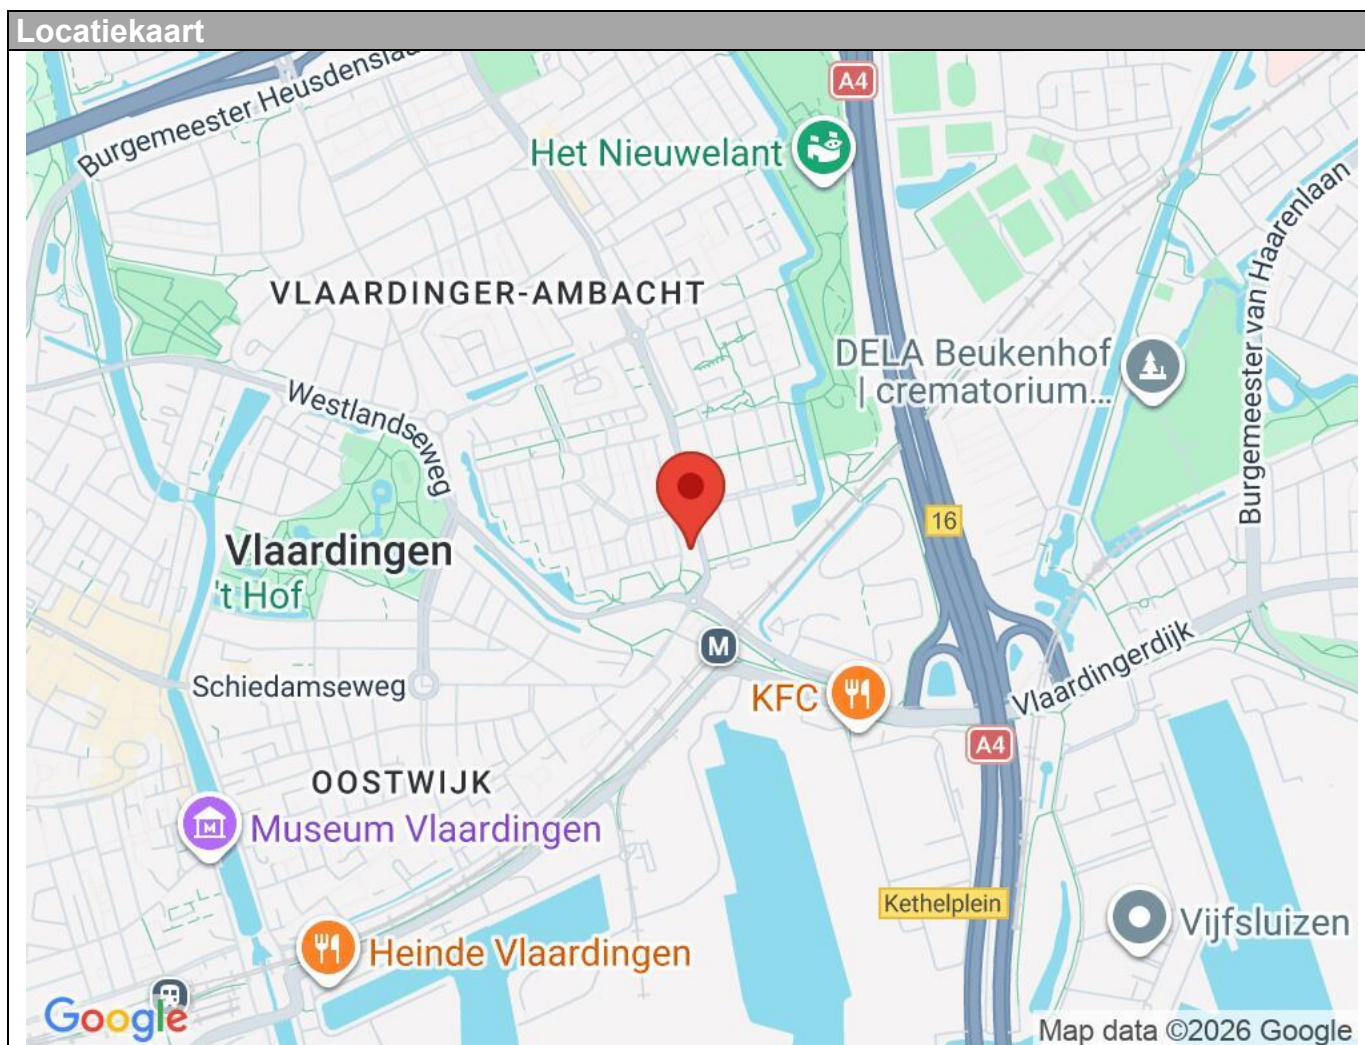 Locatiekaart
Burgemeester Heusdenslaa
A4
Het Nieuwelant
VLAARDINGER-AMBACHT
Burgemeester van Haarenlaan
DELA Beukenhof
| crematorium...
Westlandseweg
16
Vlaardingen
't Hof
M
Vlaardingerdijk
Schiedamseweg
KFC
A4
OOSTWIJK
Museum Vlaardingen
Kethelplein
Vijfsluizen
Heinde Vlaardingen
Google
Map data ©2026 Google